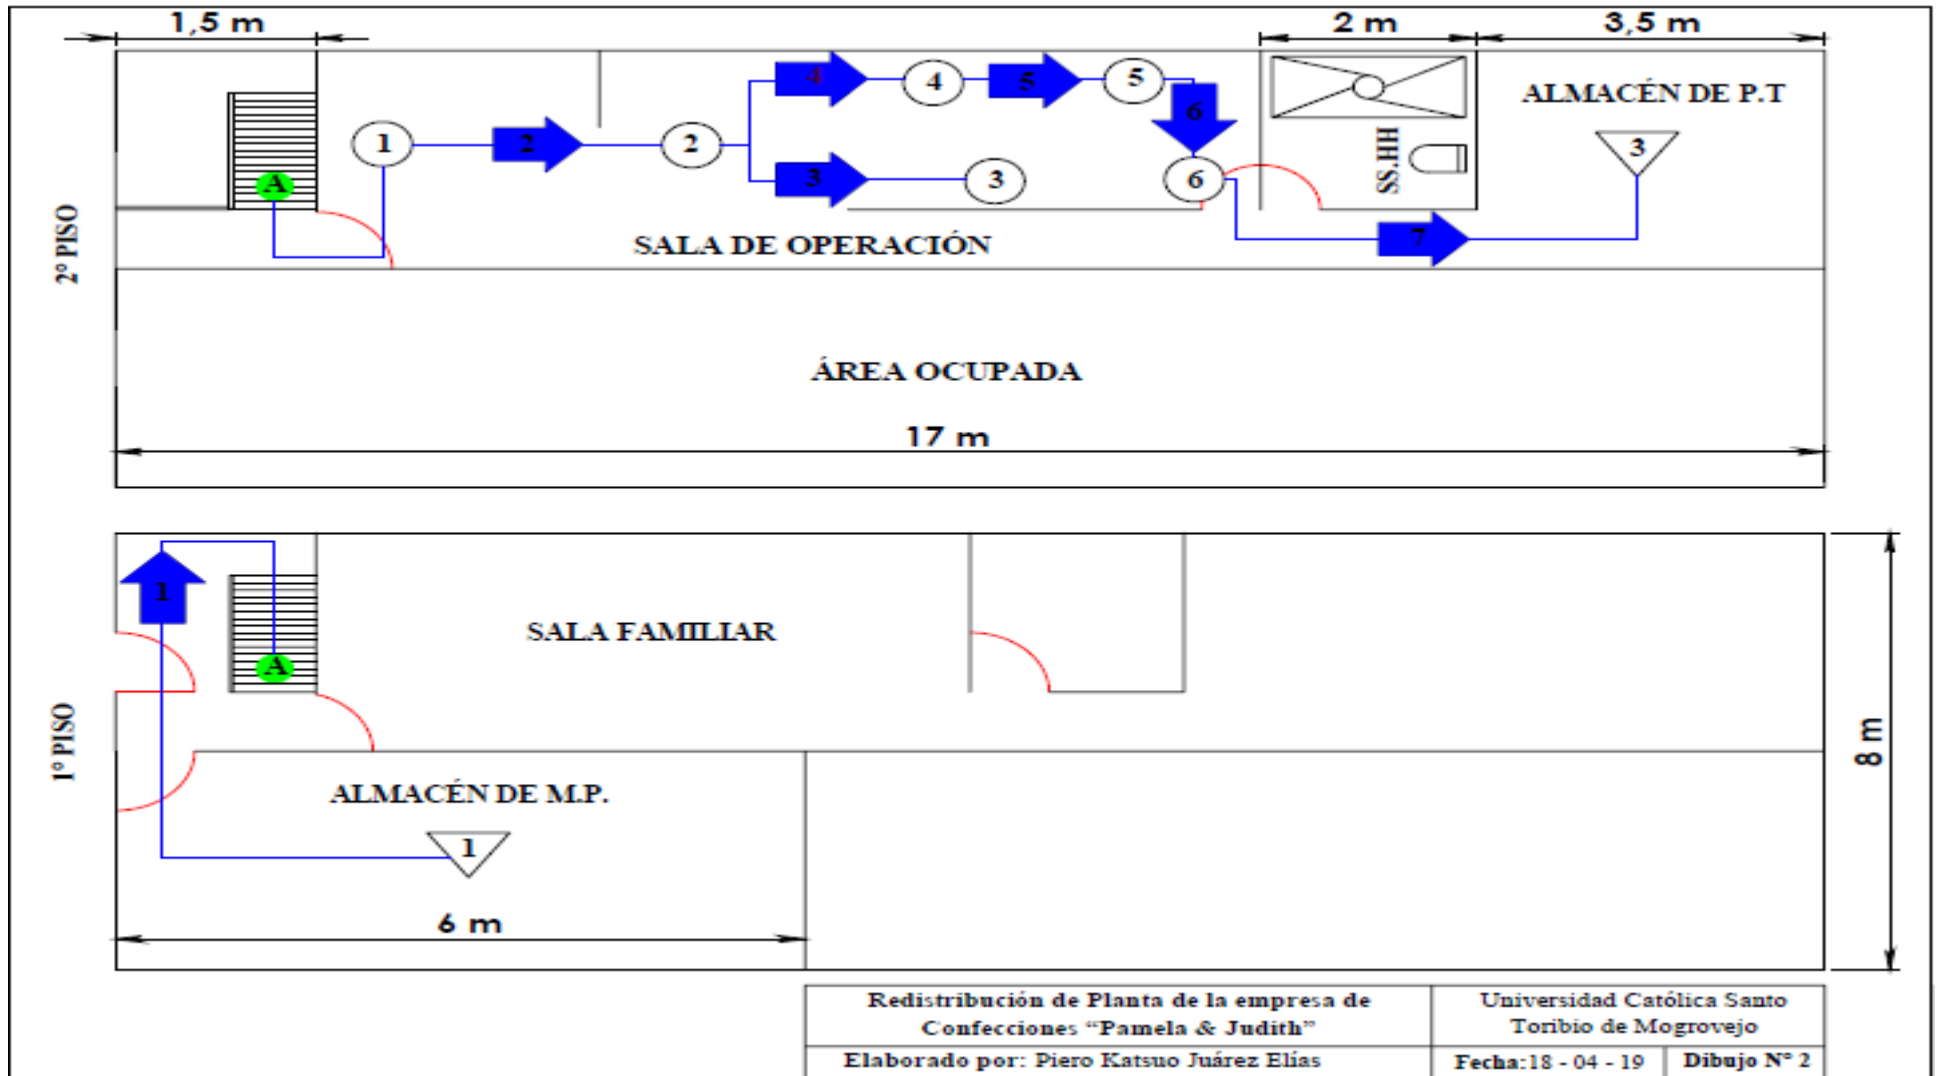 1,5 m
2 m
3,5 m
4
4
5
5
ALMACÉN DE P.T
1
2
2
6
3
A
3
3
6
SS.HH
7
2º PISO
SALA DE OPERACIÓN
ÁREA OCUPADA
17 m
1
SALA FAMILIAR
A
1º PISO
8 m
ALMACÉN DE M.P.
1
6 m
Redistribución de Planta de la empresa de
Confecciones “Pamela & Judith”
Universidad Católica Santo
Toribio de Mogrovejo
Elaborado por: Piero Katsuo Juárez Elías
Fecha:18 - 04 - 19
Dibujo N° 2